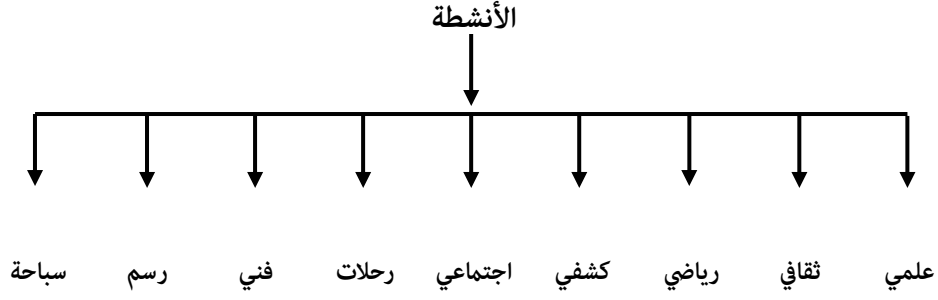 الأنشطة
علمي ثقافي رياضي كشفي اجتماعي رحلات فني رسم سباحة